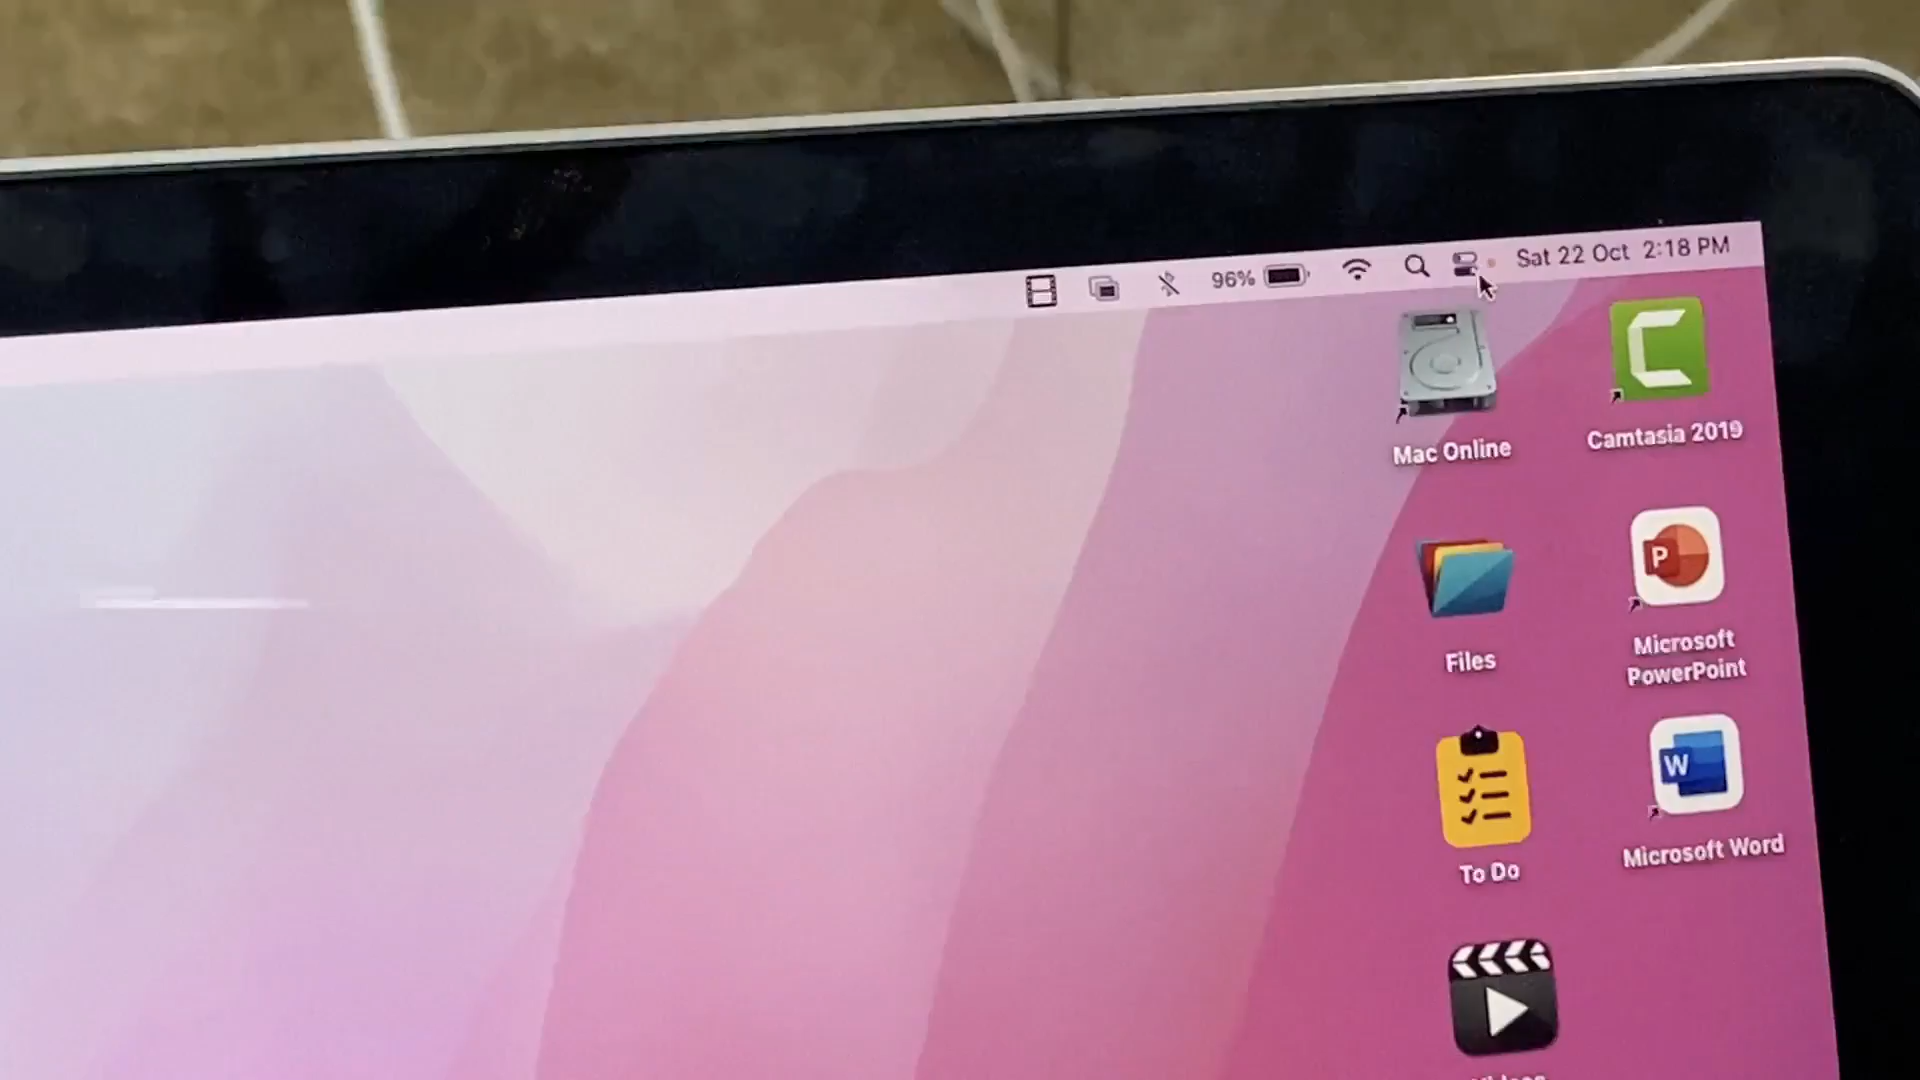 96%
Sat 22 Oct 2:18 PM
Mac Online
Camtasia 2019
Files
P
Microsoft
PowerPoint
To Do
W
Microsoft Word